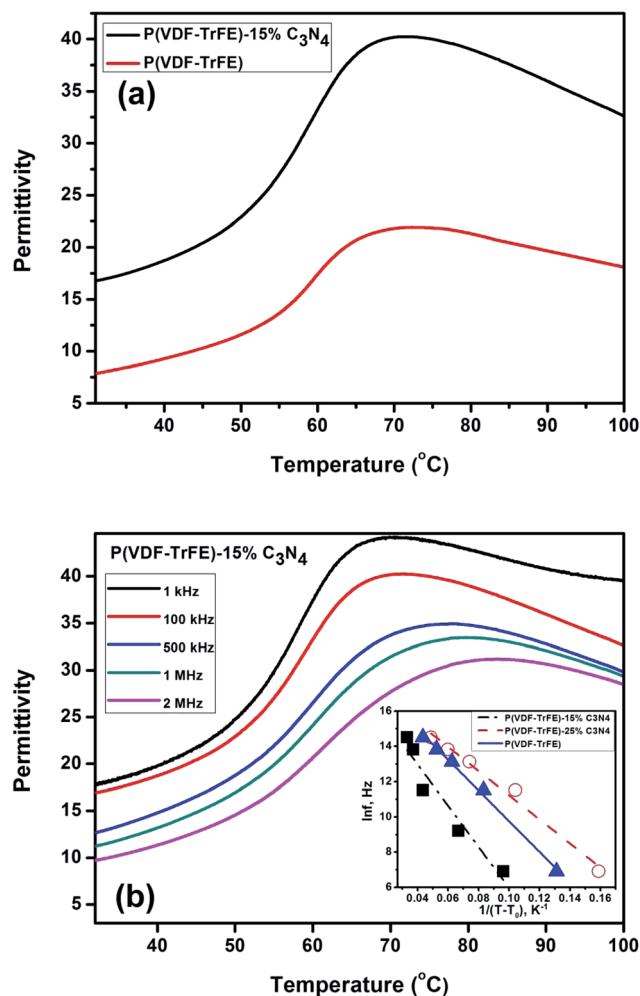 40
35
30
25
20
15
10
5
Permittivity
P(VDF-TrFE)-15% C₃N₄
P(VDF-TrFE)
(a)
40 50 60 70 80 90 100
Temperature (°C)
P(VDF-TrFE)-15% C₃N₄
1 kHz
100 kHz
500 kHz
1 MHz
2 MHz
40
35
30
25
20
15
10
5
Permittivity
(b)
16
14
12
10
8
6
lnf, Hz
P(VDF-TrFE)-15% C3N4
P(VDF-TrFE)-25% C3N4
P(VDF-TrFE)
0.04 0.06 0.08 0.10 0.12 0.14 0.16
1/(T-T₀), K⁻¹
40 50 60 70 80 90 100
Temperature (°C)